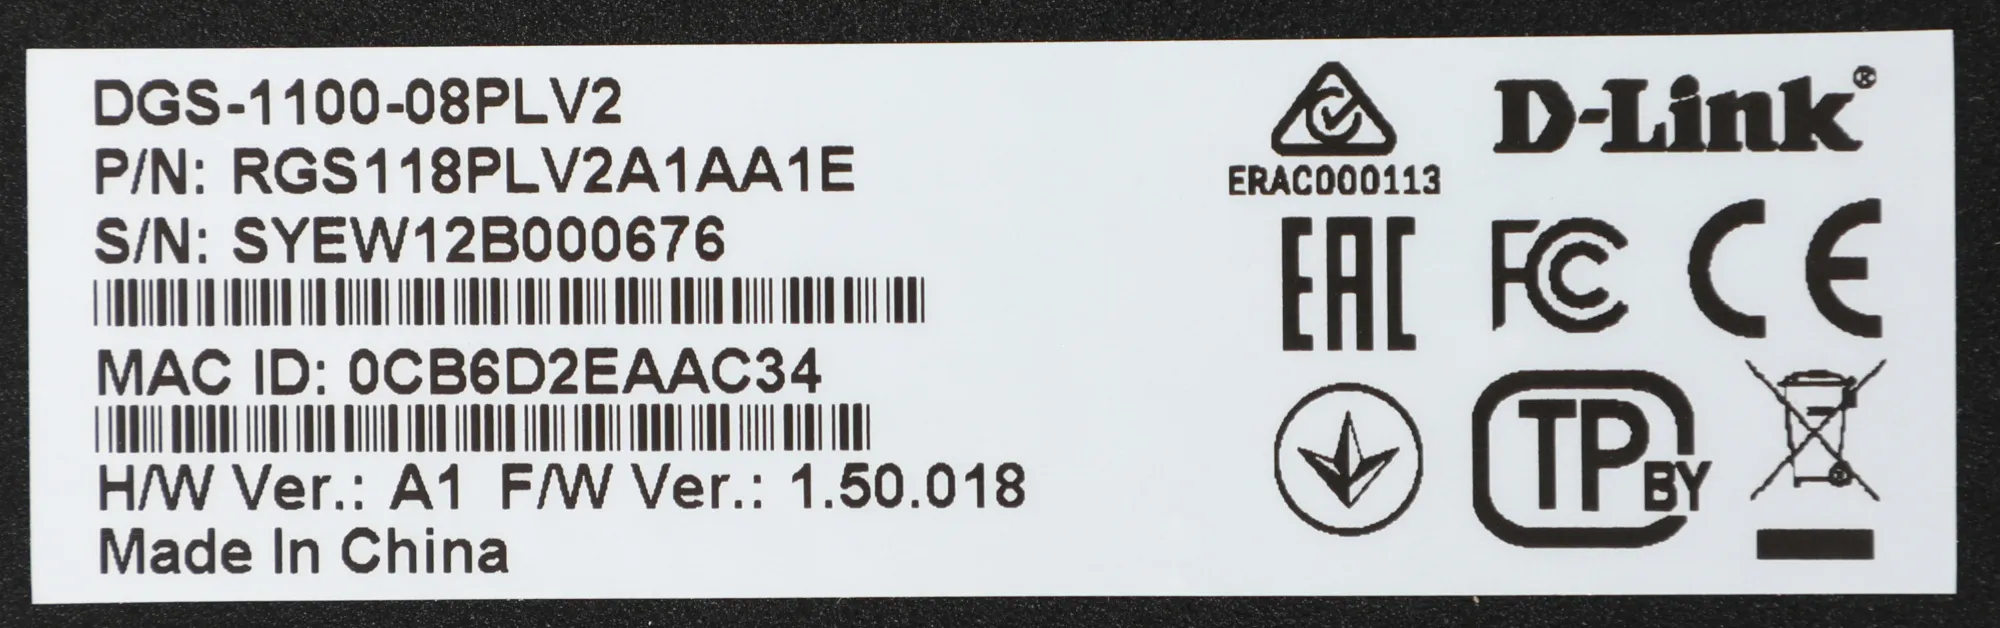 DGS-1100-08PLV2
P/N: RGS118PLV2A1AA1E
S/N: SYEW12B000676
MAC ID: 0CB6D2EAAC34
H/W Ver.: A1 F/W Ver.: 1.50.018
Made In China
ERAC000113
D-Link®
EAC
FC
CE
TP BY